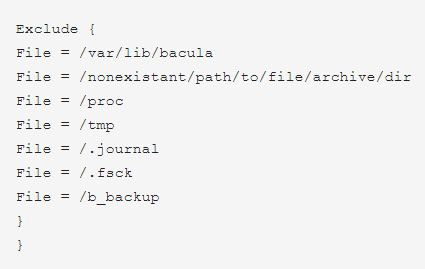 Exclude {
File = /var/lib/bacula
File = /nonexistant/path/to/file/archive/dir
File = /proc
File = /tmp
File = /.journal
File = /.fsck
File = /b_backup
}
}